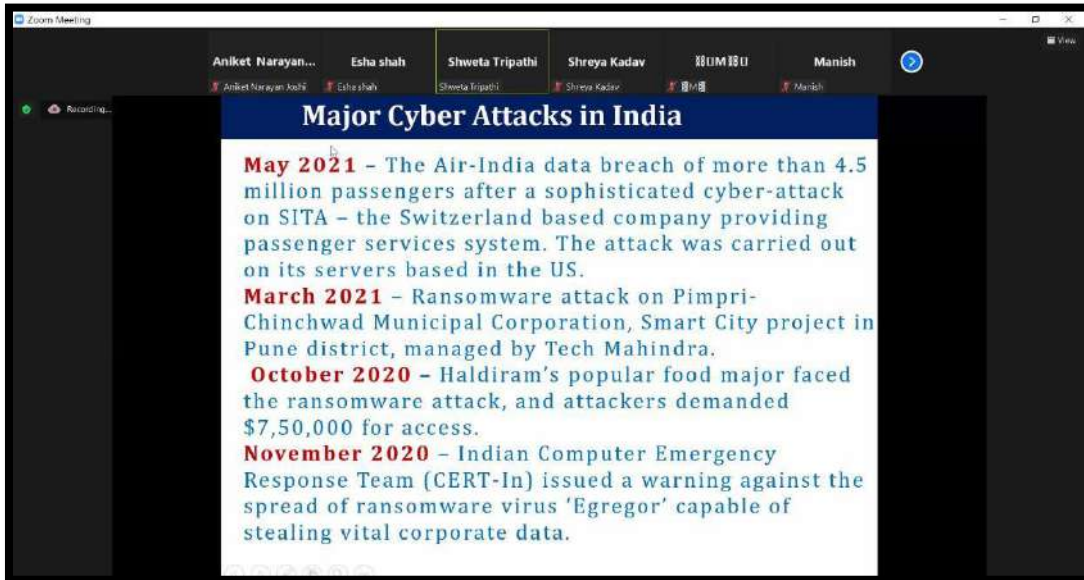 Zoom Meeting
View
Aniket Narayan... Esha shah Shweta Tripathi Shreya Kadav Manish
Aniket Narayan Joshi Esha shah Shweta Tripathi Shreya Kadav Manish
Recording...
Major Cyber Attacks in India
May 2021 – The Air-India data breach of more than 4.5
million passengers after a sophisticated cyber-attack
on SITA – the Switzerland based company providing
passenger services system. The attack was carried out
on its servers based in the US.
March 2021 – Ransomware attack on Pimpri-
Chinchwad Municipal Corporation, Smart City project in
Pune district, managed by Tech Mahindra.
October 2020 – Haldiram’s popular food major faced
the ransomware attack, and attackers demanded
$7,50,000 for access.
November 2020 – Indian Computer Emergency
Response Team (CERT-In) issued a warning against the
spread of ransomware virus ‘Egregor’ capable of
stealing vital corporate data.